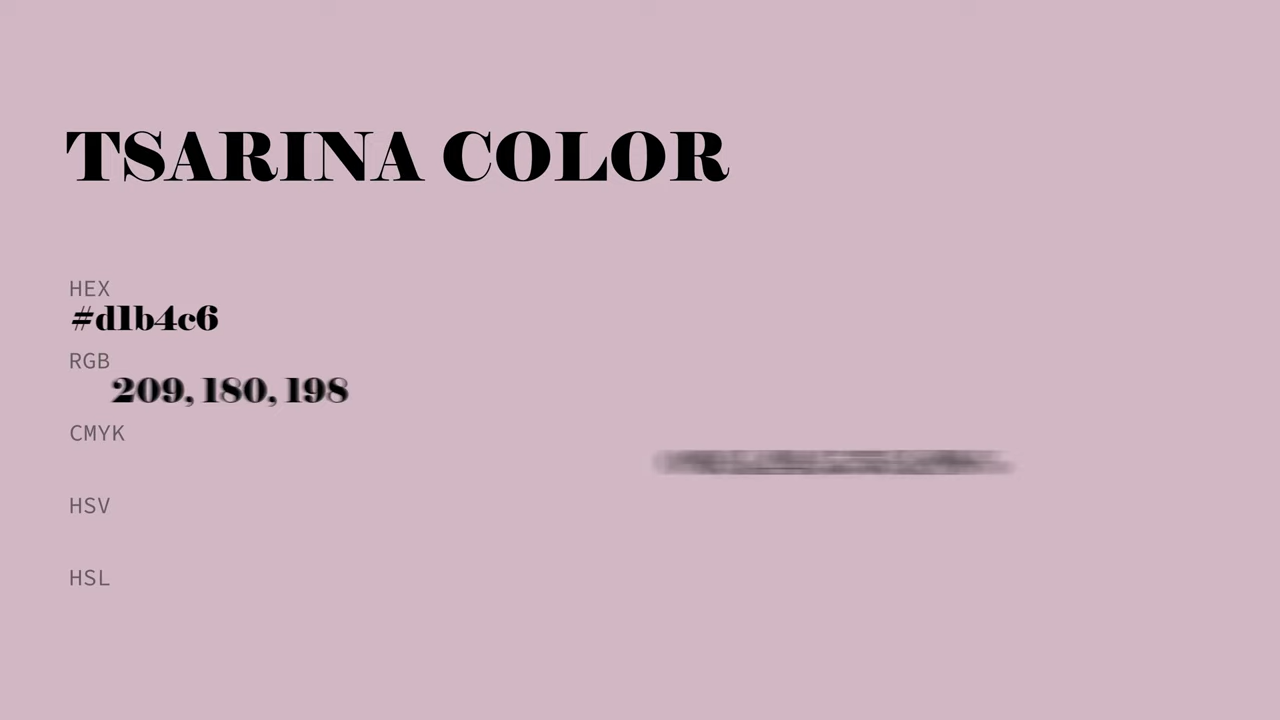 TSARINA COLOR
HEX
#d1b4c6
RGB
209, 180, 198
CMYK
HSV
HSL